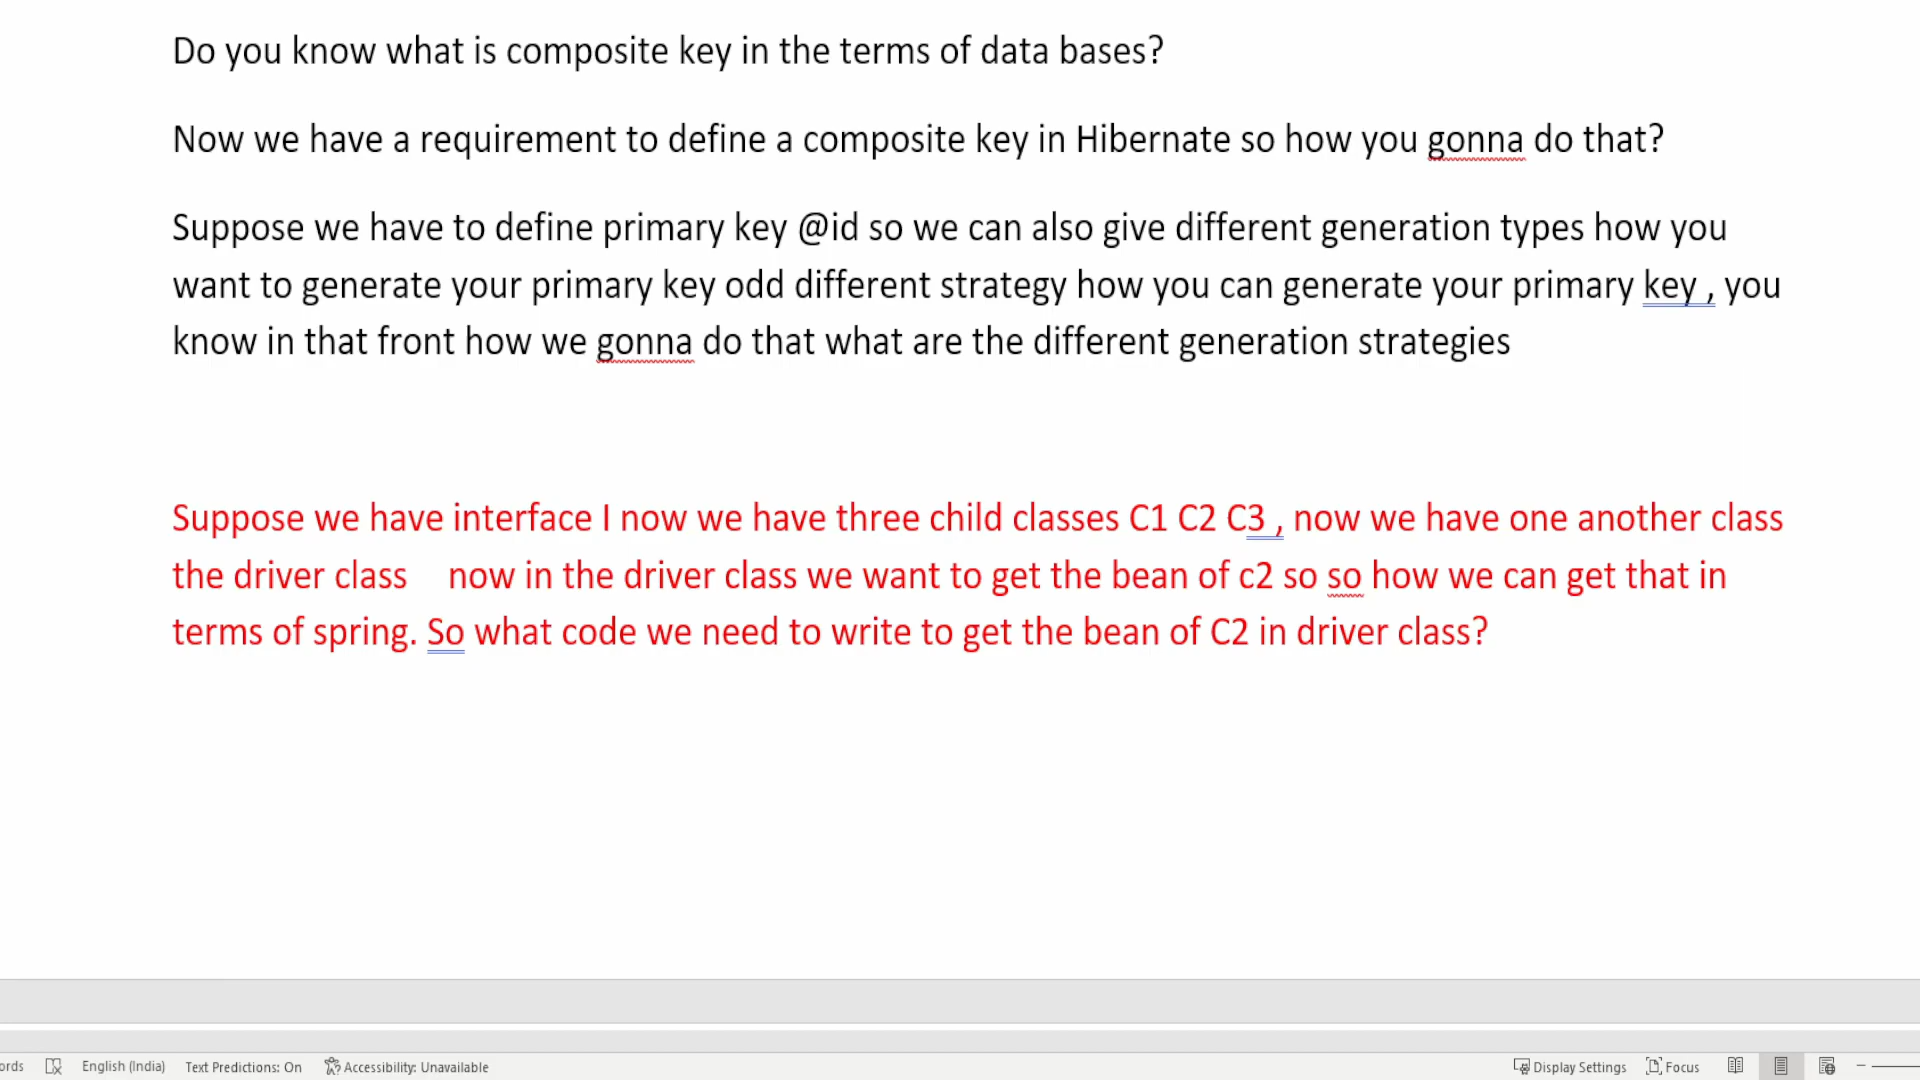 Do you know what is composite key in the terms of data bases?
Now we have a requirement to define a composite key in Hibernate so how you gonna do that?
Suppose we have to define primary key @id so we can also give different generation types how you
want to generate your primary key odd different strategy how you can generate your primary key , you
know in that front how we gonna do that what are the different generation strategies
Suppose we have interface I now we have three child classes C1 C2 C3 , now we have one another class
the driver class now in the driver class we want to get the bean of c2 so so how we can get that in
terms of spring. So what code we need to write to get the bean of C2 in driver class?
ords English (India) Text Predictions: On Accessibility: Unavailable Display Settings Focus